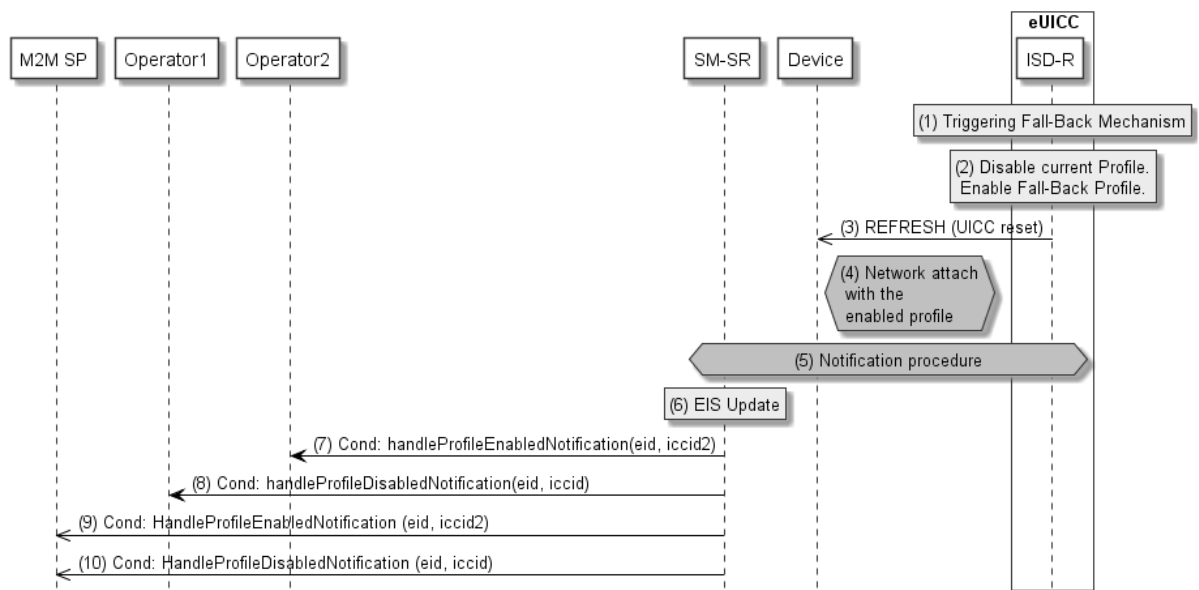 eUICC
M2M SP
Operator1
Operator2
SM-SR
Device
ISD-R
(1) Triggering Fall-Back Mechanism
(2) Disable current Profile.
Enable Fall-Back Profile.
(3) REFRESH (UICC reset)
(4) Network attach
with the
enabled profile
(5) Notification procedure
(6) EIS Update
(7) Cond: handleProfileEnabledNotification(eid, iccid2)
(8) Cond: handleProfileDisabledNotification(eid, iccid)
(9) Cond: HandleProfileEnabledNotification (eid, iccid2)
(10) Cond: HandleProfileDisabledNotification (eid, iccid)